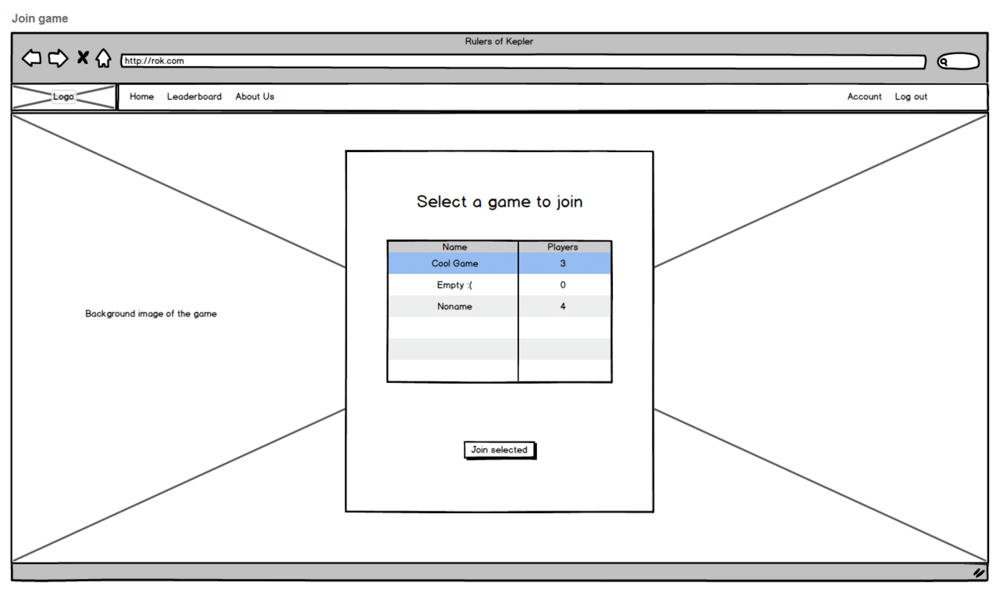 Join game
Rulers of Kepler
http://rok.com
Logo Home Leaderboard About Us Account Log out
Select a game to join
Name Players
Cool Game 3
Empty :( 0
Noname 4
Background image of the game
Join selected